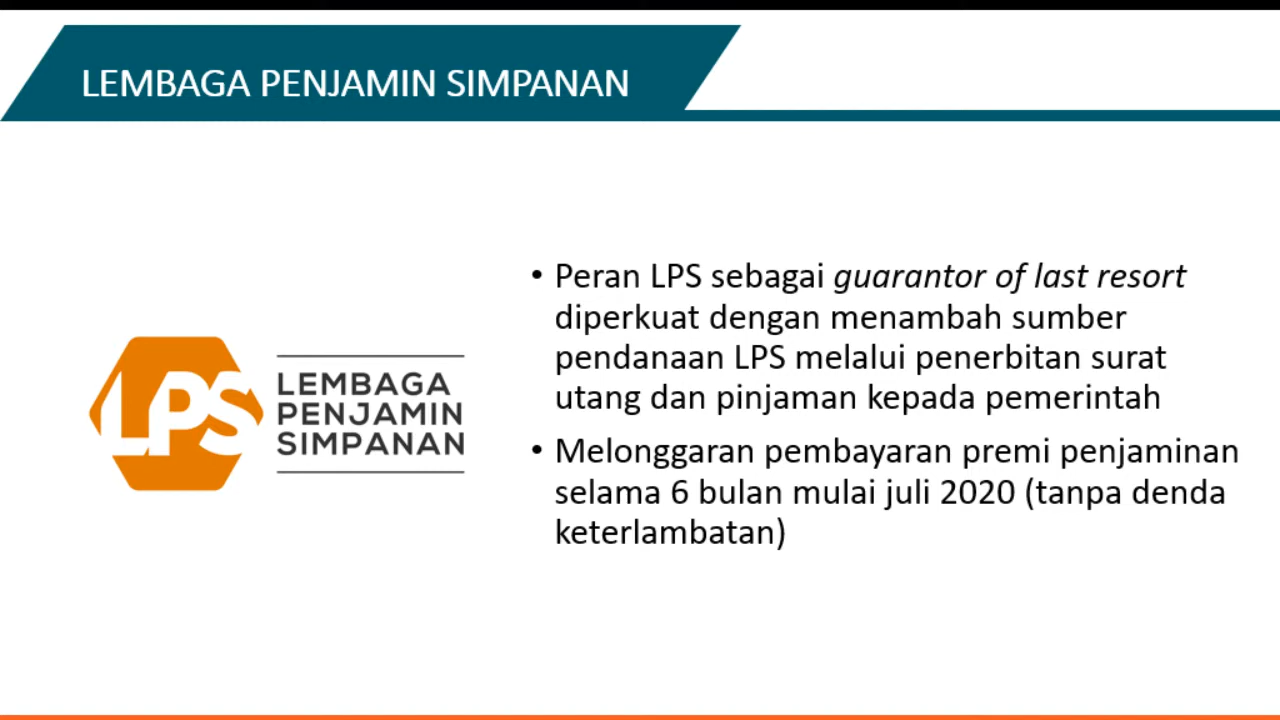 LEMBAGA PENJAMIN SIMPANAN
LPS
LEMBAGA
PENJAMIN
SIMPANAN
• Peran LPS sebagai guarantor of last resort
diperkuat dengan menambah sumber
pendanaan LPS melalui penerbitan surat
utang dan pinjaman kepada pemerintah
• Melonggaran pembayaran premi penjaminan
selama 6 bulan mulai juli 2020 (tanpa denda
keterlambatan)